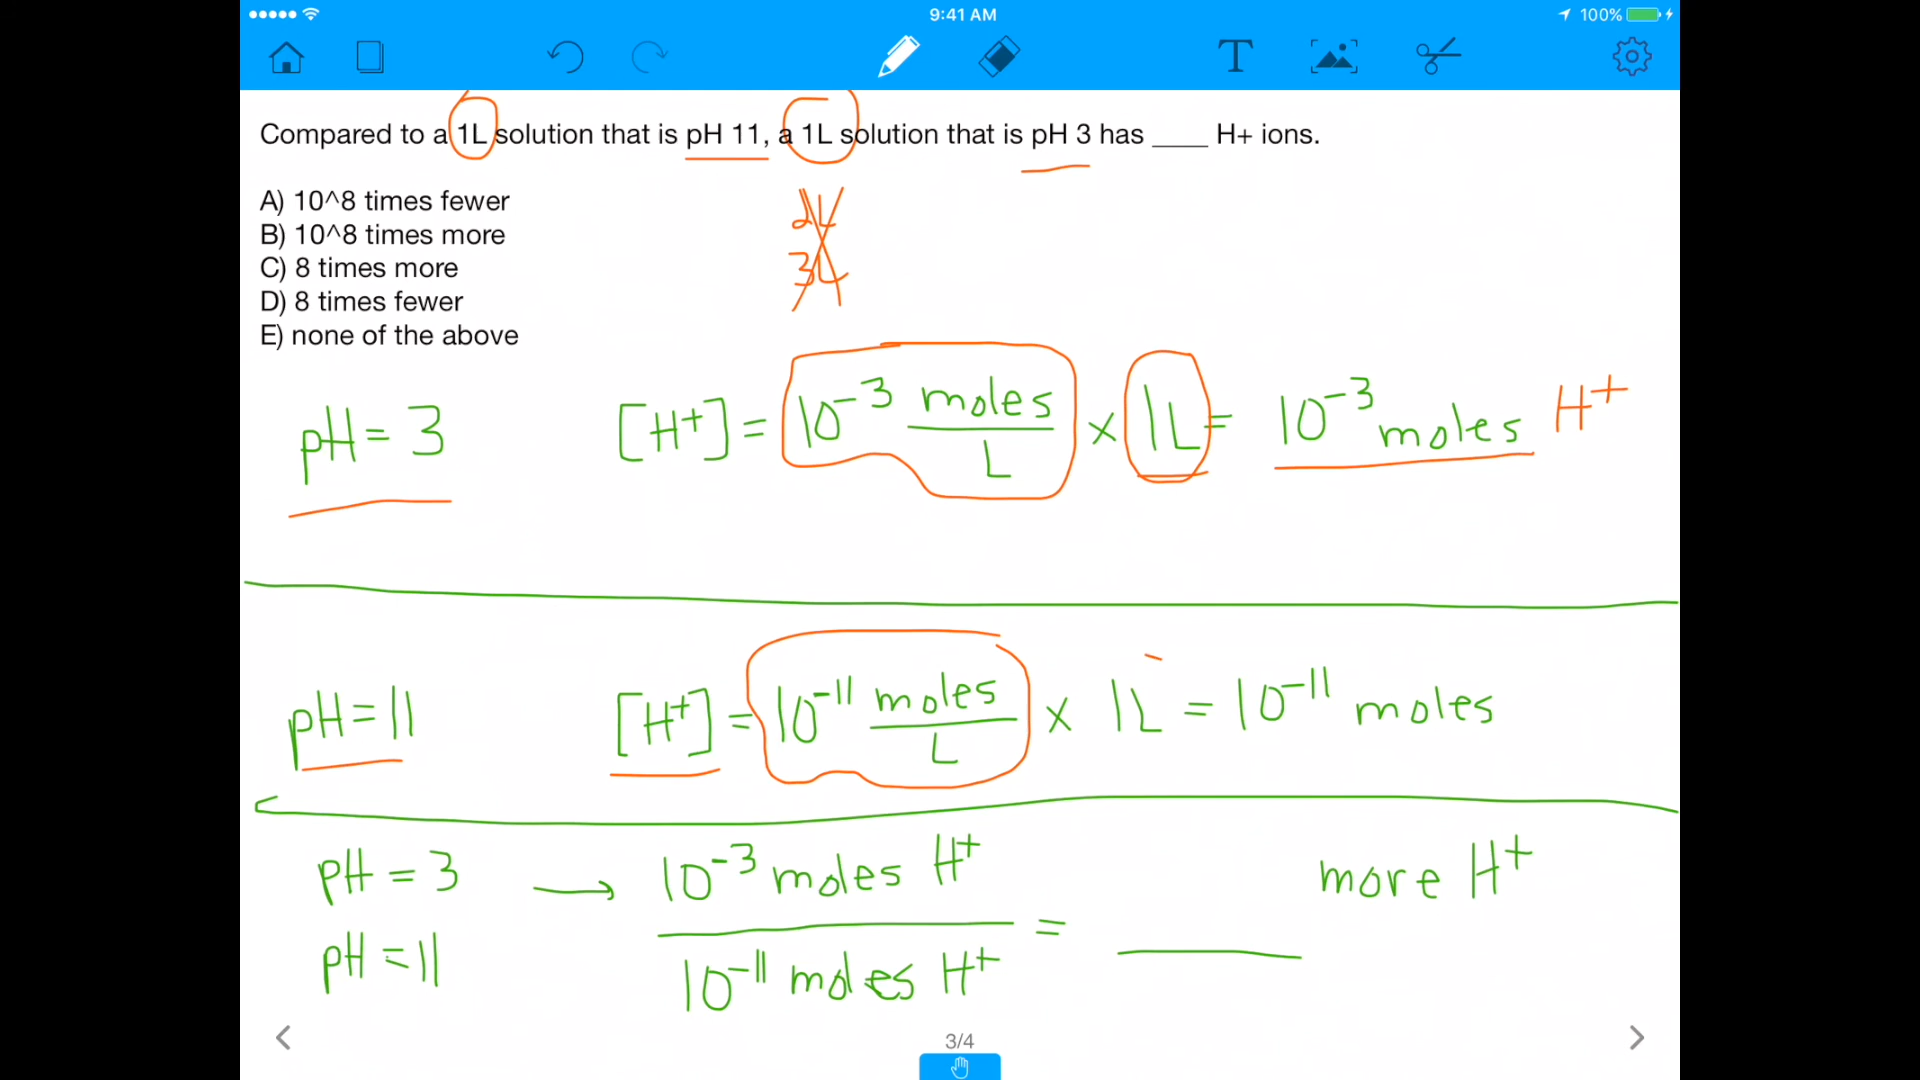 9:41 AM
100%
T
Compared to a 1L solution that is pH 11, a 1L solution that is pH 3 has ____ H+ ions.
A) 10^8 times fewer
B) 10^8 times more
C) 8 times more
D) 8 times fewer
E) none of the above
2L
3L
pH = 3 [H⁺] = 10⁻³ moles/L × 1L = 10⁻³ moles H⁺
pH = 11 [H⁺] = 10⁻¹¹ moles/L × 1L = 10⁻¹¹ moles
pH = 3 → 10⁻³ moles H⁺ = ____ more H⁺
pH = 11 10⁻¹¹ moles H⁺
3/4